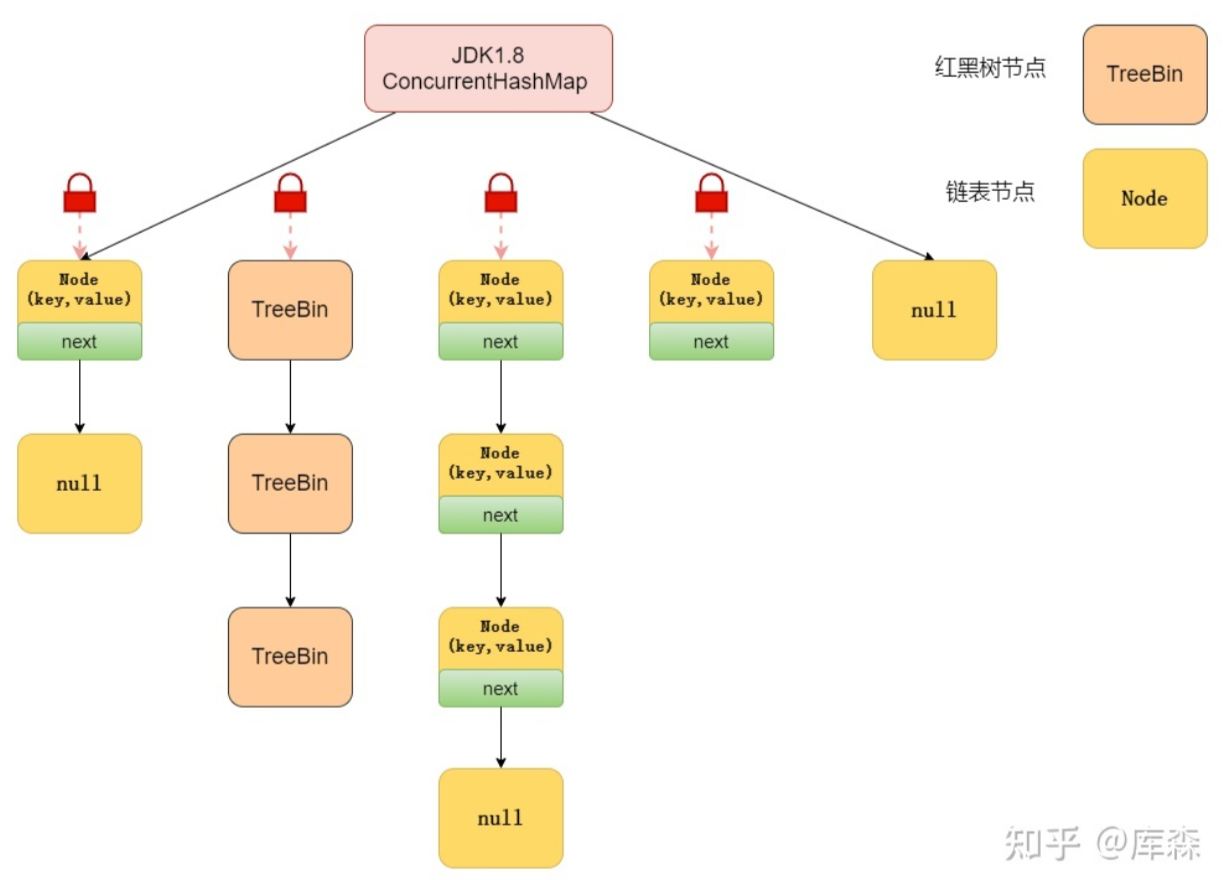 JDK1.8
ConcurrentHashMap
红黑树节点
TreeBin
链表节点
Node
Node
(key,value)
next
TreeBin
Node
(key,value)
next
Node
(key,value)
next
null
null
TreeBin
Node
(key,value)
next
TreeBin
Node
(key,value)
next
null
知乎 @库森